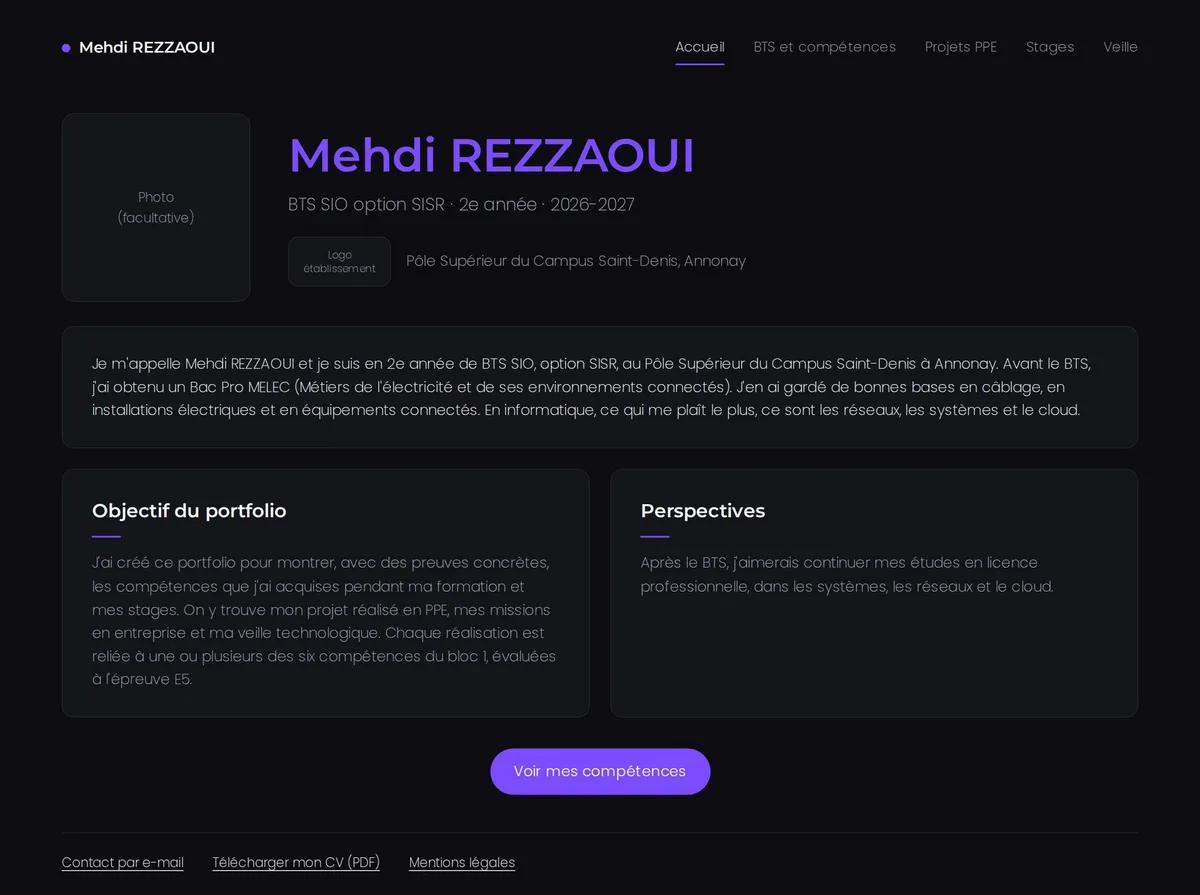 Mehdi REZZAOUI
Accueil
BTS et compétences
Projets PPE
Stages
Veille
Photo
(facultative)
Mehdi REZZAOUI
BTS SIO option SISR · 2e année · 2026-2027
Logo
établissement
Pôle Supérieur du Campus Saint-Denis, Annonay
Je m'appelle Mehdi REZZAOUI et je suis en 2e année de BTS SIO, option SISR, au Pôle Supérieur du Campus Saint-Denis à Annonay. Avant le BTS,
j'ai obtenu un Bac Pro MELEC (Métiers de l'électricité et de ses environnements connectés). J'en ai gardé de bonnes bases en câblage, en
installations électriques et en équipements connectés. En informatique, ce qui me plaît le plus, ce sont les réseaux, les systèmes et le cloud.
Objectif du portfolio
J'ai créé ce portfolio pour montrer, avec des preuves concrètes,
les compétences que j'ai acquises pendant ma formation et
mes stages. On y trouve mon projet réalisé en PPE, mes missions
en entreprise et ma veille technologique. Chaque réalisation est
reliée à une ou plusieurs des six compétences du bloc 1, évaluées
à l'épreuve E5.
Perspectives
Après le BTS, j'aimerais continuer mes études en licence
professionnelle, dans les systèmes, les réseaux et le cloud.
Voir mes compétences
Contact par e-mail
Télécharger mon CV (PDF)
Mentions légales